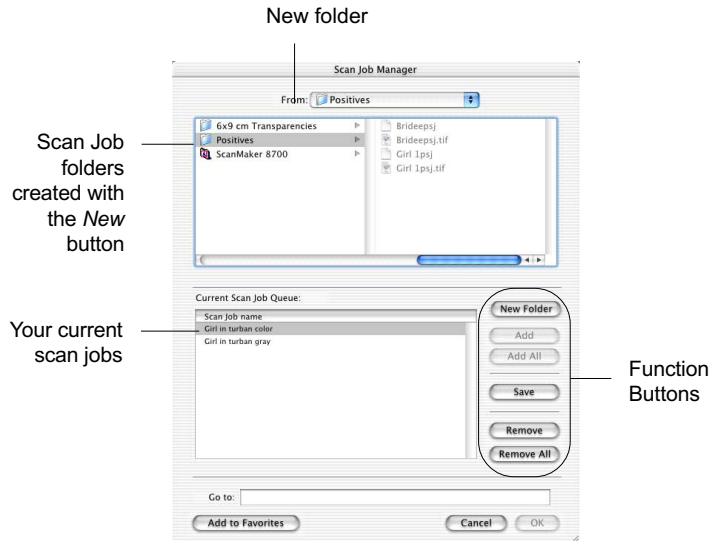 New folder
Scan Job Manager
From: Positives
6x9 cm Transparencies
Positives
ScanMaker 8700
Brideepsj
Brideepsj.tif
Girl 1psj
Girl 1psj.tif
Scan Job
folders
created with
the New
button
Current Scan Job Queue:
Scan Job name
Girl in turban color
Girl in turban gray
Your current
scan jobs
New Folder
Add
Add All
Save
Remove
Remove All
Function
Buttons
Go to:
Add to Favorites
Cancel
OK